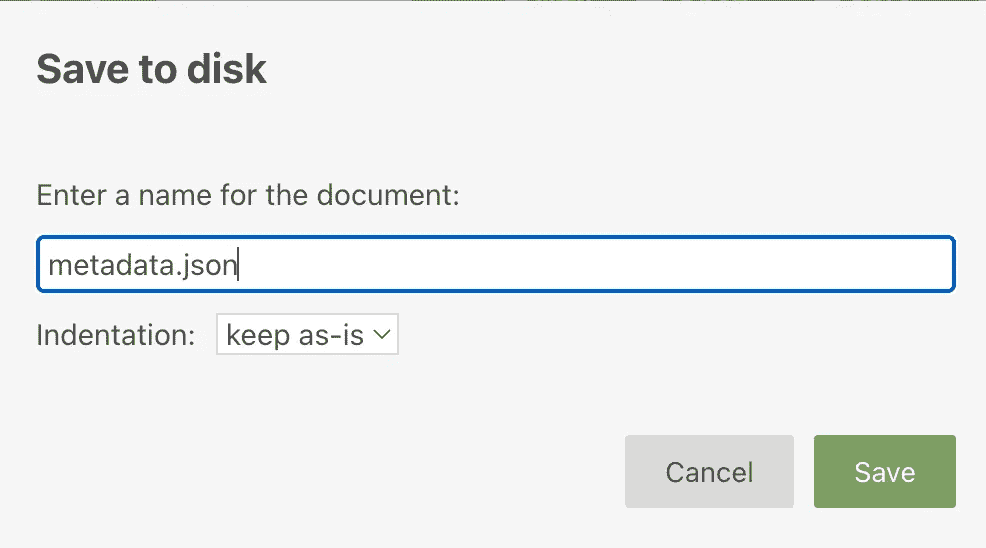 Save to disk
Enter a name for the document:
metadata.json
Indentation: keep as-is
Cancel Save